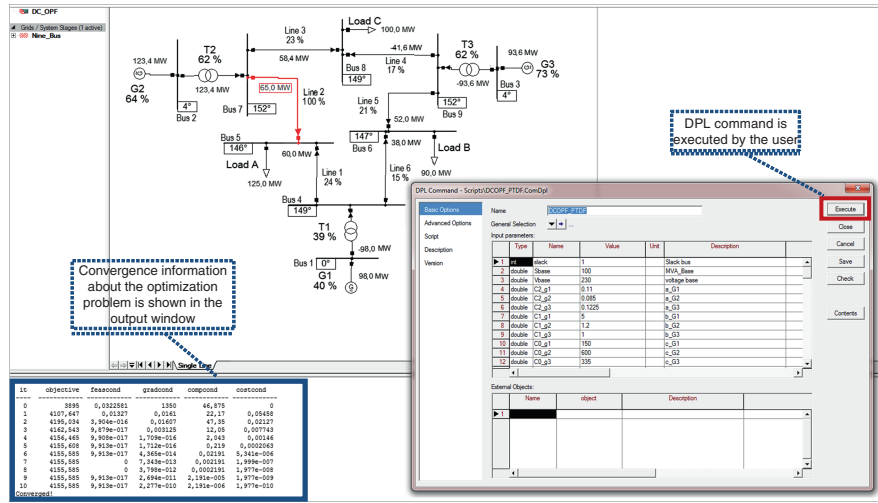 DC_OPF
Grids / System Stages (1 active)
Nine_Bus
Load C
100,0 MW
Line 3
23 %
58,4 MW
-41,6 MW
Line 4
17 %
Bus 8
149°
T2
62 %
123,4 MW
123,4 MW
G2
64 %
4°
Bus 2
Bus 7
152°
65,0 MW
Line 2
100 %
T3
62 %
93,6 MW
-93,6 MW
G3
73 %
Bus 3
4°
152°
Bus 9
Line 5
21 %
52,0 MW
Bus 5
146°
60,0 MW
Load A
125,0 MW
Line 1
24 %
147°
Bus 6
38,0 MW
Load B
90,0 MW
Line 6
15 %
Bus 4
149°
T1
39 %
-98,0 MW
Bus 1
0°
G1
40 %
98,0 MW
G
Single Line
DPL command is
executed by the user
Convergence information
about the optimization
problem is shown in the
output window
DPL Command - Scripts\DCOPF_PTDF.ComDpl
Basic Options
Advanced Options
Script
Description
Version
Name DCOPF_PTDF
General Selection ...
Input parameters:
Type Name Value Unit Description
1 int slack 1 Slack bus
2 double Sbase 100 MVA_Base
3 double Vbase 230 voltage base
4 double C2_g1 0.11 a_G1
5 double C2_g2 0.085 a_G2
6 double C2_g3 0.1225 a_G3
7 double C1_g1 5 b_G1
8 double C1_g2 1.2 b_G2
9 double C1_g3 1 b_G3
10 double C0_g1 150 c_G1
11 double C0_g2 600 c_G2
12 double C0_g3 335 c_G3
External Objects:
Name object Description
1
Execute
Close
Cancel
Save
Check
Contents
it objective feascond gradcond compcond costcond
0 3895 0,0322581 1350 46,875 0
1 4107,647 0,01327 0,0161 22,17 0,05458
2 4195,034 3,904e-016 0,01607 47,35 0,02127
3 4162,543 9,879e-017 0,003125 12,05 0,007743
4 4156,465 9,908e-017 1,709e-016 2,043 0,00146
5 4155,608 9,913e-017 1,712e-016 0,219 0,0002063
6 4155,585 9,913e-017 4,365e-014 0,02191 5,341e-006
7 4155,585 0 7,343e-013 0,002191 1,999e-007
8 4155,585 0 3,798e-012 0,0002191 1,977e-008
9 4155,585 9,913e-017 2,694e-011 2,191e-005 1,977e-009
10 4155,585 9,913e-017 2,277e-010 2,191e-006 1,977e-010
Converged!